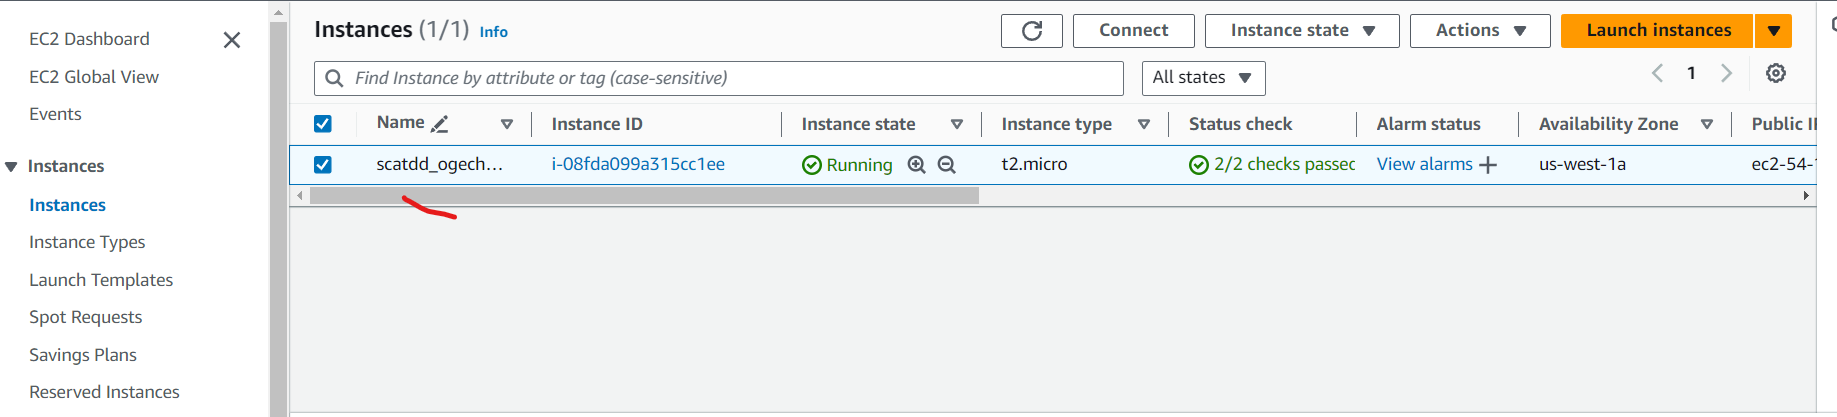 EC2 Dashboard
EC2 Global View
Events
Instances
Instances
Instance Types
Launch Templates
Spot Requests
Savings Plans
Reserved Instances
Instances (1/1) Info
Connect
Instance state
Actions
Launch instances
Find Instance by attribute or tag (case-sensitive)
All states
1
Name Instance ID Instance state Instance type Status check Alarm status Availability Zone Public
scatdd_ogech... i-08fda099a315cc1ee Running t2.micro 2/2 checks passec View alarms + us-west-1a ec2-54-